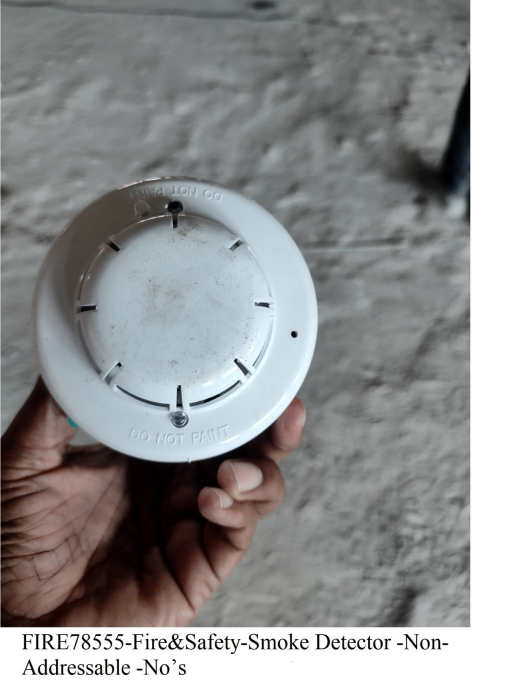 DO NOT PAINT
DO NOT PAINT
FIRE78555-Fire&Safety-Smoke Detector -Non-
Addressable -No’s